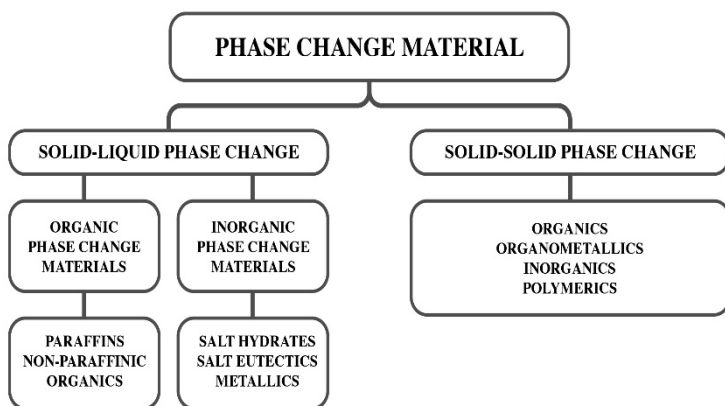 PHASE CHANGE MATERIAL
SOLID-LIQUID PHASE CHANGE
SOLID-SOLID PHASE CHANGE
ORGANIC
PHASE CHANGE
MATERIALS
INORGANIC
PHASE CHANGE
MATERIALS
ORGANICS
ORGANOMETALLICS
INORGANICS
POLYMERICS
PARAFFINS
NON-PARAFFINIC
ORGANICS
SALT HYDRATES
SALT EUTECTICS
METALLICS